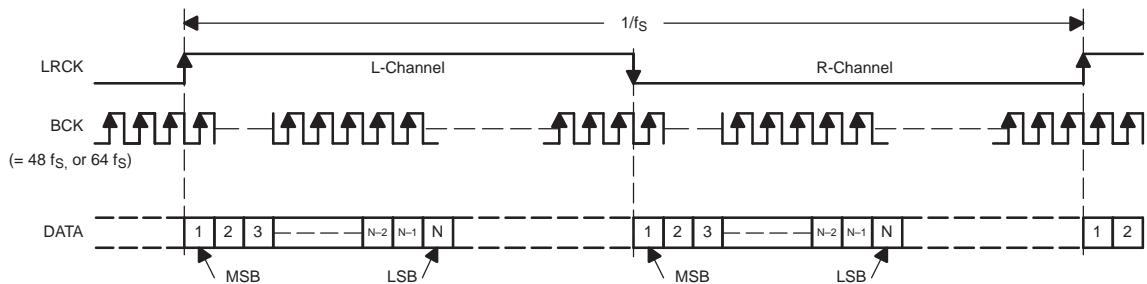 1/fS
LRCK
L-Channel
R-Channel
BCK
(= 48 fS, or 64 fS)
DATA
1 2 3 N–2 N–1 N 1 2 3 N–2 N–1 N 1 2
MSB LSB MSB LSB